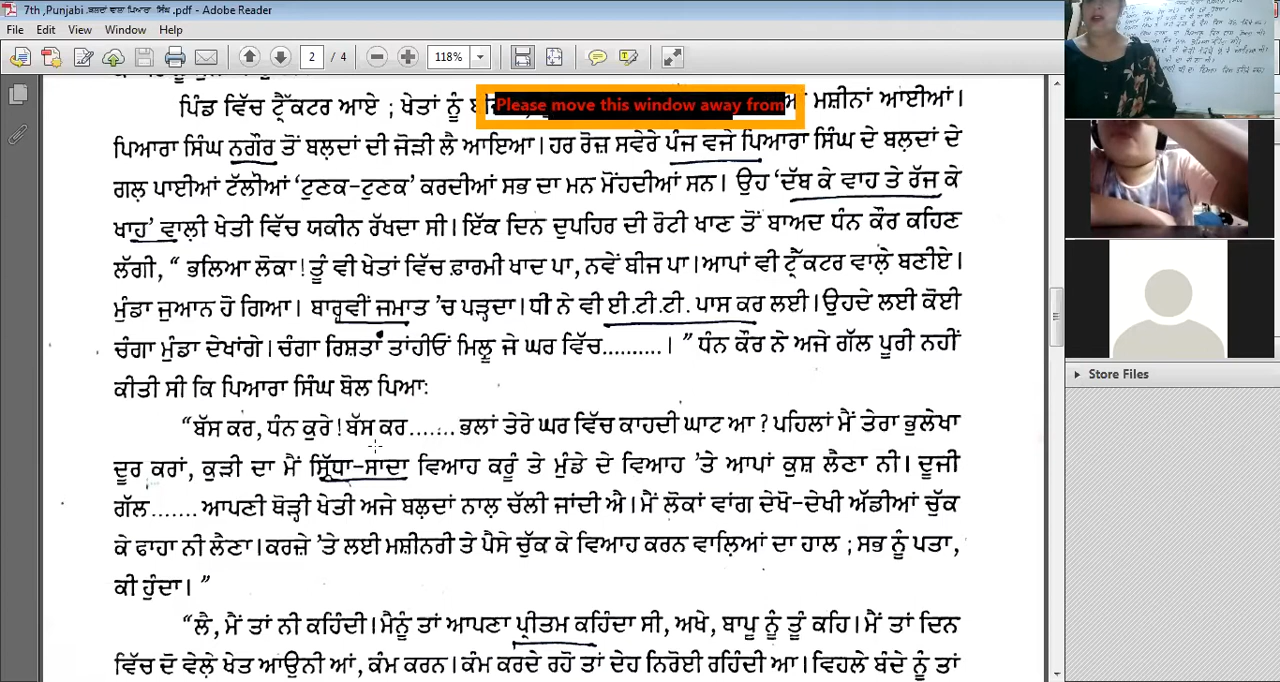 7th ,Punjabi .ਬਲਦਾਂ ਵਾਲਾ ਪਿਆਰਾ ਸਿੰਘ .pdf - Adobe Reader
File Edit View Window Help
2 / 4 118%
Please move this window away from
ਪਿੰਡ ਵਿੱਚ ਟ੍ਰੈੱਕਟਰ ਆਏ ; ਖੇਤਾਂ ਨੂੰ ਮਸ਼ੀਨਾਂ ਆਈਆਂ।
ਪਿਆਰਾ ਸਿੰਘ ਨਗੌਰ ਤੋਂ ਬਲ਼ਦਾਂ ਦੀ ਜੋੜੀ ਲੈ ਆਇਆ। ਹਰ ਰੋਜ਼ ਸਵੇਰੇ ਪੰਜ ਵਜੇ ਪਿਆਰਾ ਸਿੰਘ ਦੇ ਬਲ਼ਦਾਂ ਦੇ
ਗਲ਼ ਪਾਈਆਂ ਟੱਲੀਆਂ ‘ਟੁਣਕ-ਟੁਣਕ’ ਕਰਦੀਆਂ ਸਭ ਦਾ ਮਨ ਮੋਂਹਦੀਆਂ ਸਨ। ਉਹ ‘ਦੱਬ ਕੇ ਵਾਹ ਤੇ ਰੱਜ ਕੇ
ਖਾਹ’ ਵਾਲ਼ੀ ਖੇਤੀ ਵਿੱਚ ਯਕੀਨ ਰੱਖਦਾ ਸੀ। ਇੱਕ ਦਿਨ ਦੁਪਹਿਰ ਦੀ ਰੋਟੀ ਖਾਣ ਤੋਂ ਬਾਅਦ ਧੰਨ ਕੌਰ ਕਹਿਣ
ਲੱਗੀ, “ ਭਲਿਆ ਲੋਕਾ! ਤੂੰ ਵੀ ਖੇਤਾਂ ਵਿੱਚ ਫ਼ਾਰਮੀ ਖਾਦ ਪਾ, ਨਵੇਂ ਬੀਜ ਪਾ। ਆਪਾਂ ਵੀ ਟ੍ਰੈੱਕਟਰ ਵਾਲ਼ੇ ਬਣੀਏ।
ਮੁੰਡਾ ਜੁਆਨ ਹੋ ਗਿਆ। ਬਾਰ੍ਹਵੀਂ ਜਮਾਤ ’ਚ ਪੜ੍ਹਦਾ। ਧੀ ਨੇ ਵੀ ਈ.ਟੀ.ਟੀ. ਪਾਸ ਕਰ ਲਈ। ਉਹਦੇ ਲਈ ਕੋਈ
ਚੰਗਾ ਮੁੰਡਾ ਦੇਖਾਂਗੇ। ਚੰਗਾ ਰਿਸ਼ਤਾ ਤਾਂਹੀਓਂ ਮਿਲੂ ਜੇ ਘਰ ਵਿੱਚ..........। ” ਧੰਨ ਕੌਰ ਨੇ ਅਜੇ ਗੱਲ ਪੂਰੀ ਨਹੀਂ
ਕੀਤੀ ਸੀ ਕਿ ਪਿਆਰਾ ਸਿੰਘ ਬੋਲ ਪਿਆ:
“ਬੱਸ ਕਰ, ਧੰਨ ਕੁਰੇ! ਬੱਸ ਕਰ....... ਭਲਾਂ ਤੇਰੇ ਘਰ ਵਿੱਚ ਕਾਹਦੀ ਘਾਟ ਆ? ਪਹਿਲਾਂ ਮੈਂ ਤੇਰਾ ਭੁਲੇਖਾ
ਦੂਰ ਕਰਾਂ, ਕੁੜੀ ਦਾ ਮੈਂ ਸਿੱਧਾ-ਸਾਦਾ ਵਿਆਹ ਕਰੂੰ ਤੇ ਮੁੰਡੇ ਦੇ ਵਿਆਹ ’ਤੇ ਆਪਾਂ ਕੁਸ਼ ਲੈਣਾ ਨੀ। ਦੂਜੀ
ਗੱਲ....... ਆਪਣੀ ਥੋੜ੍ਹੀ ਖੇਤੀ ਅਜੇ ਬਲ਼ਦਾਂ ਨਾਲ਼ ਚੱਲੀ ਜਾਂਦੀ ਐ। ਮੈਂ ਲੋਕਾਂ ਵਾਂਗ ਦੇਖੋ-ਦੇਖੀ ਅੱਡੀਆਂ ਚੁੱਕ
ਕੇ ਫਾਹਾ ਨੀ ਲੈਣਾ। ਕਰਜ਼ੇ ’ਤੇ ਲਈ ਮਸ਼ੀਨਰੀ ਤੇ ਪੈਸੇ ਚੁੱਕ ਕੇ ਵਿਆਹ ਕਰਨ ਵਾਲ਼ਿਆਂ ਦਾ ਹਾਲ ; ਸਭ ਨੂੰ ਪਤਾ,
ਕੀ ਹੁੰਦਾ। ”
“ਲੈ, ਮੈਂ ਤਾਂ ਨੀ ਕਹਿੰਦੀ। ਮੈਨੂੰ ਤਾਂ ਆਪਣਾ ਪ੍ਰੀਤਮ ਕਹਿੰਦਾ ਸੀ, ਅਖੇ, ਬਾਪੂ ਨੂੰ ਤੂੰ ਕਹਿ। ਮੈਂ ਤਾਂ ਦਿਨ
ਵਿੱਚ ਦੋ ਵੇਲ਼ੇ ਖੇਤ ਆਉਨੀ ਆਂ, ਕੰਮ ਕਰਨ। ਕੰਮ ਕਰਦੇ ਰਹੋ ਤਾਂ ਦੇਹ ਨਿਰੋਈ ਰਹਿੰਦੀ ਆ। ਵਿਹਲੇ ਬੰਦੇ ਨੂੰ ਤਾਂ
Store Files